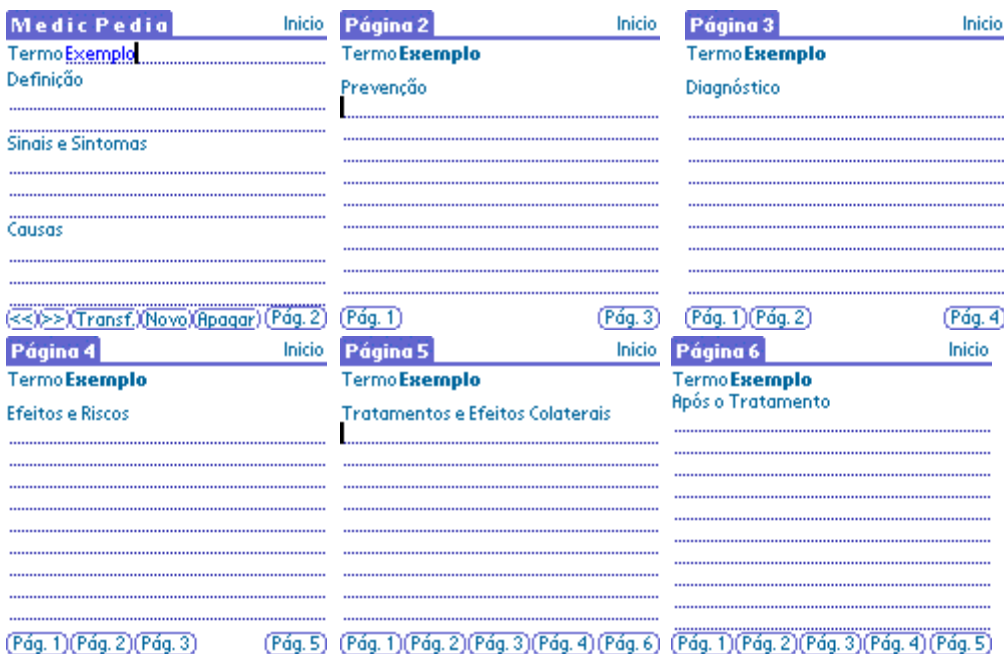 Medic Pedia Inicio
Termo Exemplo
Definição
Sinais e Sintomas
Causas
<< >> Transf. Novo Apagar Pág. 2
Página 2 Inicio
Termo Exemplo
Prevenção
Pág. 1 Pág. 3
Página 3 Inicio
Termo Exemplo
Diagnóstico
Pág. 1 Pág. 2 Pág. 4
Página 4 Inicio
Termo Exemplo
Efeitos e Riscos
Pág. 1 Pág. 2 Pág. 3 Pág. 5
Página 5 Inicio
Termo Exemplo
Tratamentos e Efeitos Colaterais
Pág. 1 Pág. 2 Pág. 3 Pág. 4 Pág. 6
Página 6 Inicio
Termo Exemplo
Após o Tratamento
Pág. 1 Pág. 2 Pág. 3 Pág. 4 Pág. 5